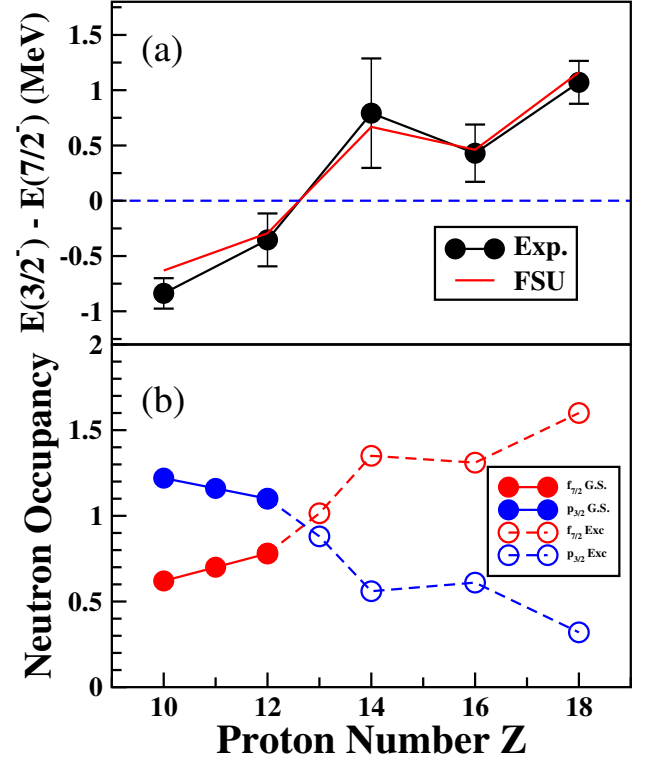 (a)
E(3/2⁻) - E(7/2⁻) (MeV)
1.5
1
0.5
0
-0.5
-1
Exp.
FSU
(b)
Neutron Occupancy
2
1.5
1
0.5
0
f7/2 G.S.
p3/2 G.S.
f7/2 Exc
p3/2 Exc
10 12 14 16 18
Proton Number Z